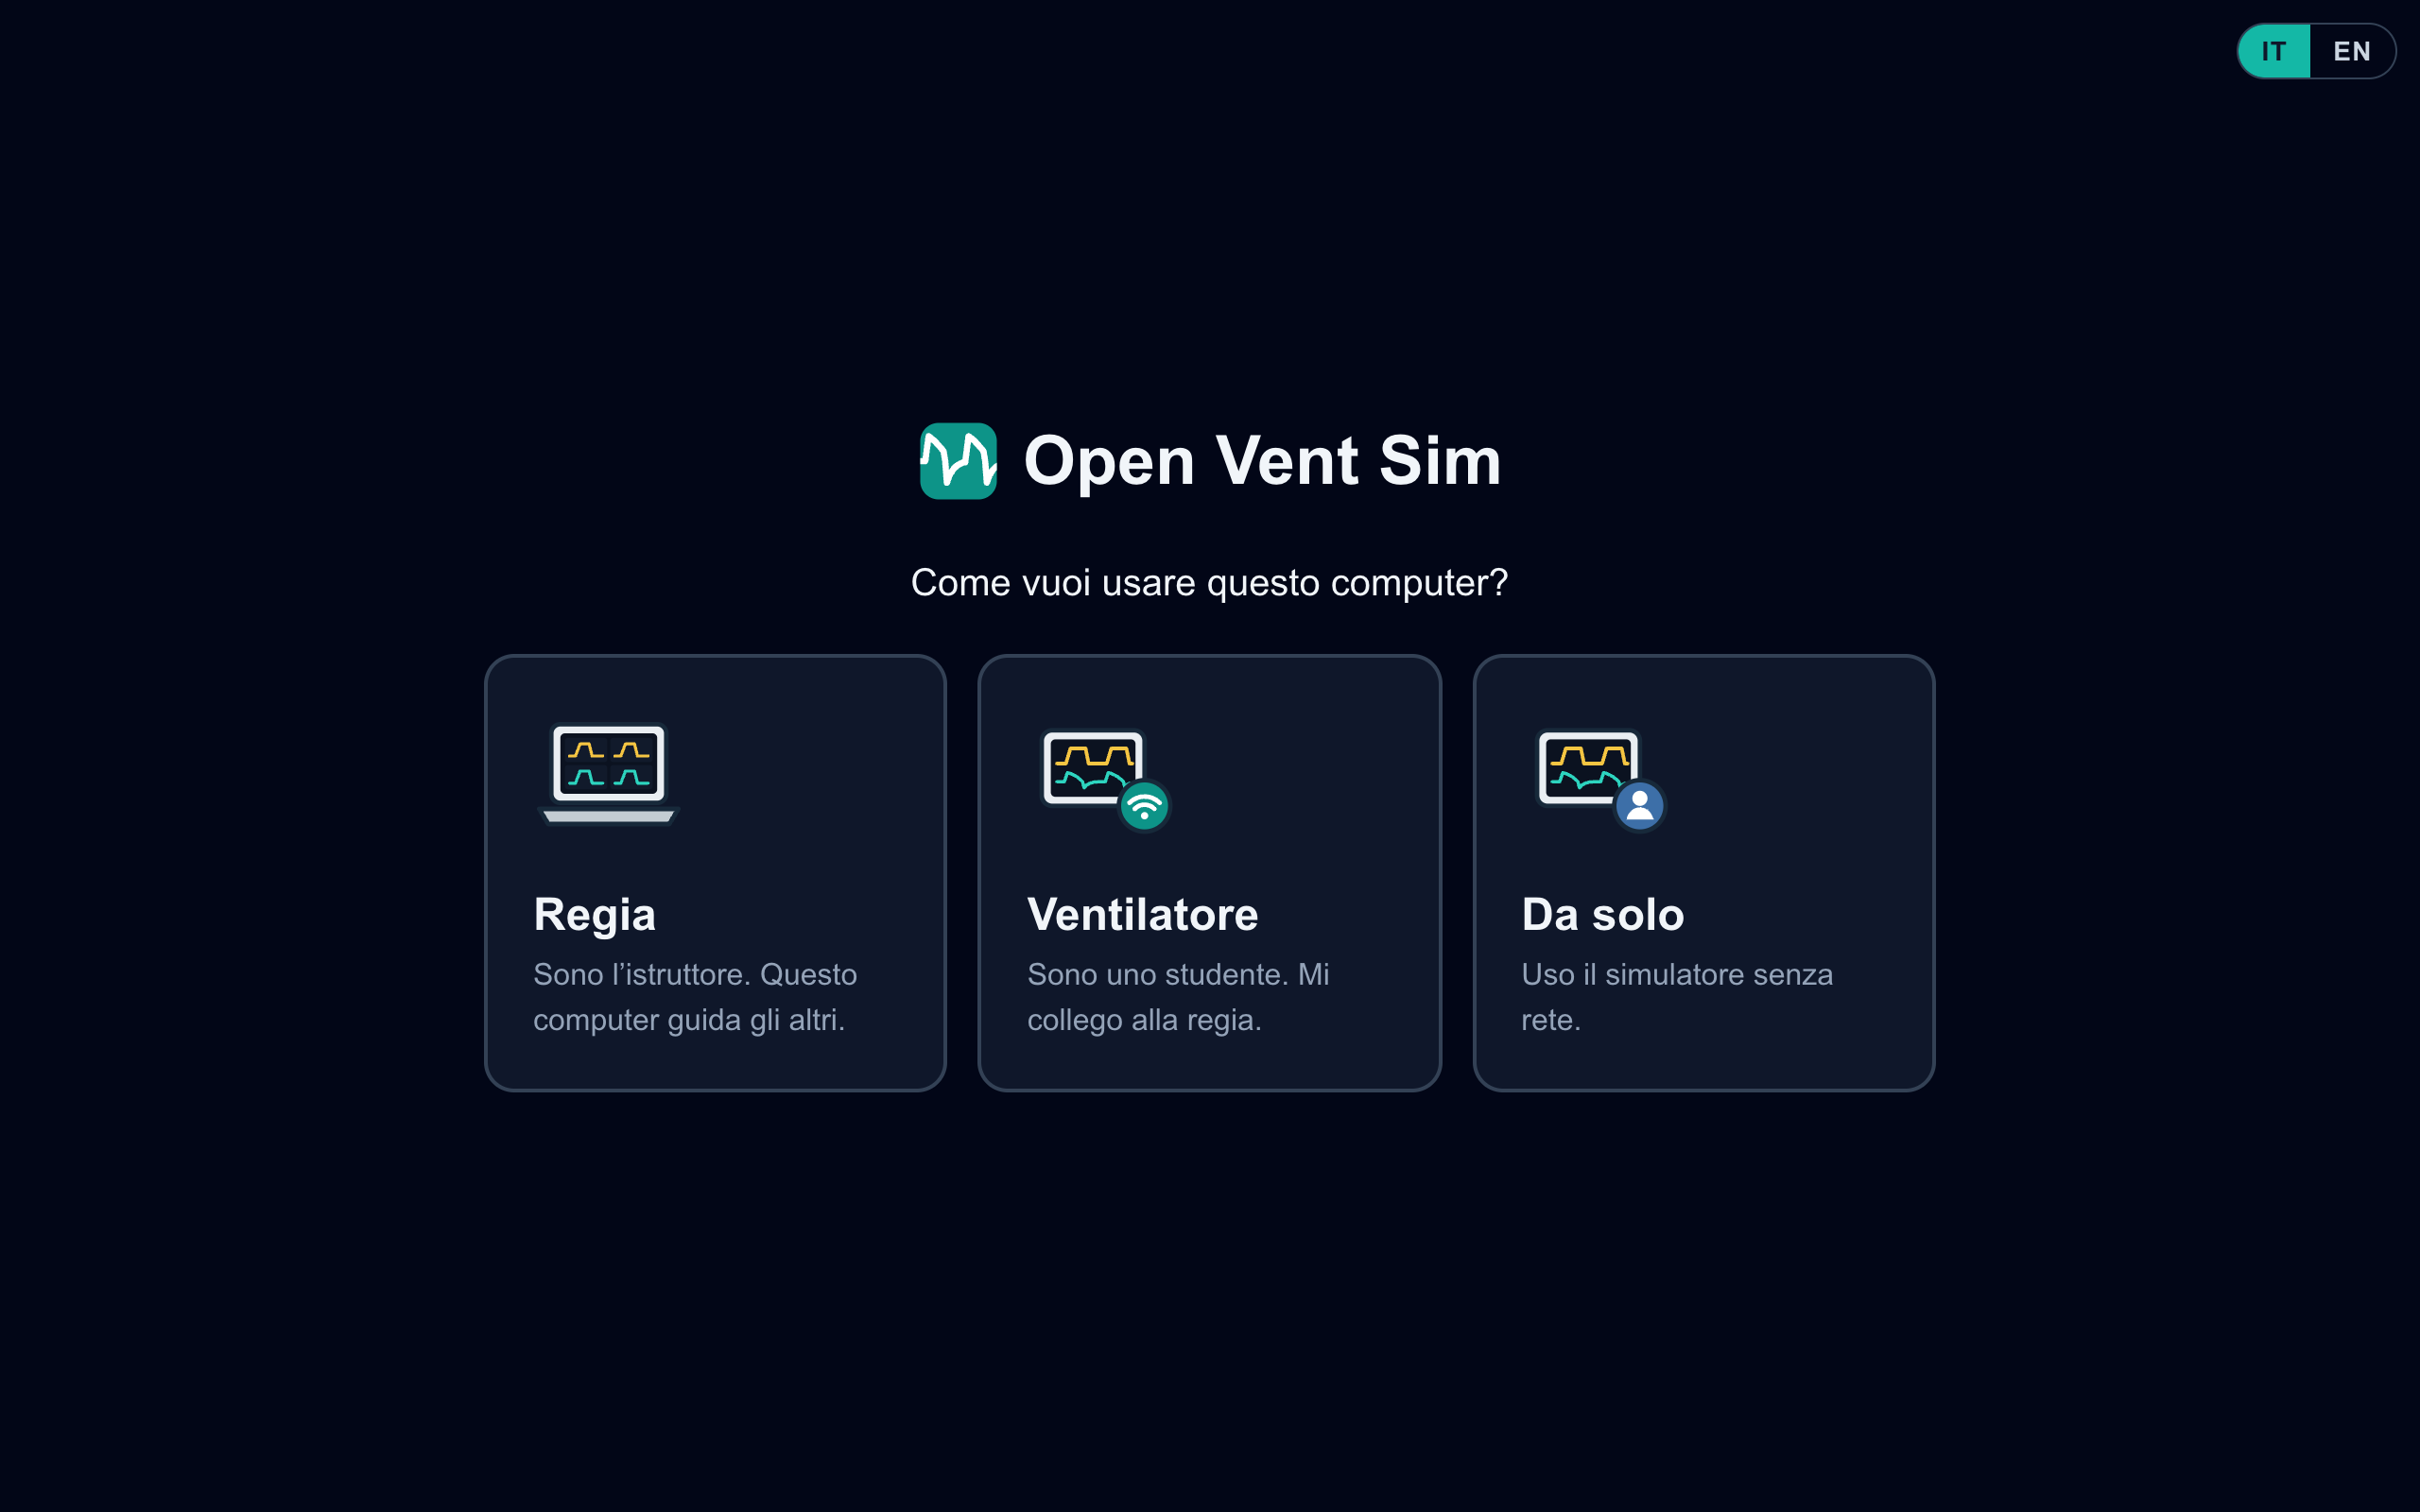 IT EN
Open Vent Sim
Come vuoi usare questo computer?
Regia
Sono l’istruttore. Questo
computer guida gli altri.
Ventilatore
Sono uno studente. Mi
collego alla regia.
Da solo
Uso il simulatore senza
rete.